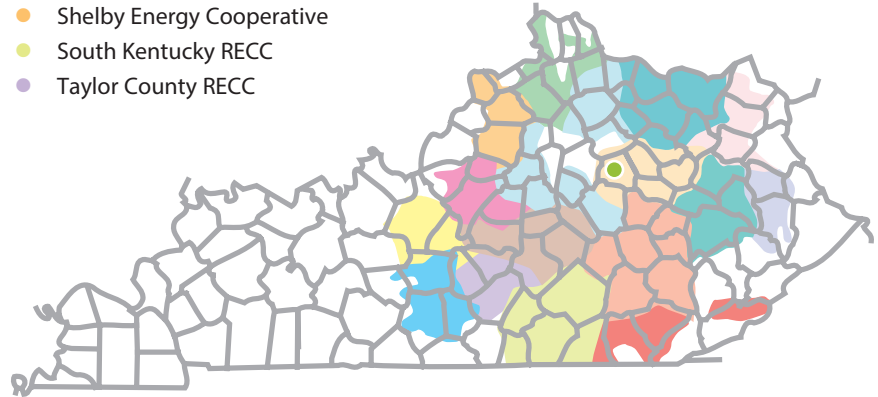 Shelby Energy Cooperative
South Kentucky RECC
Taylor County RECC